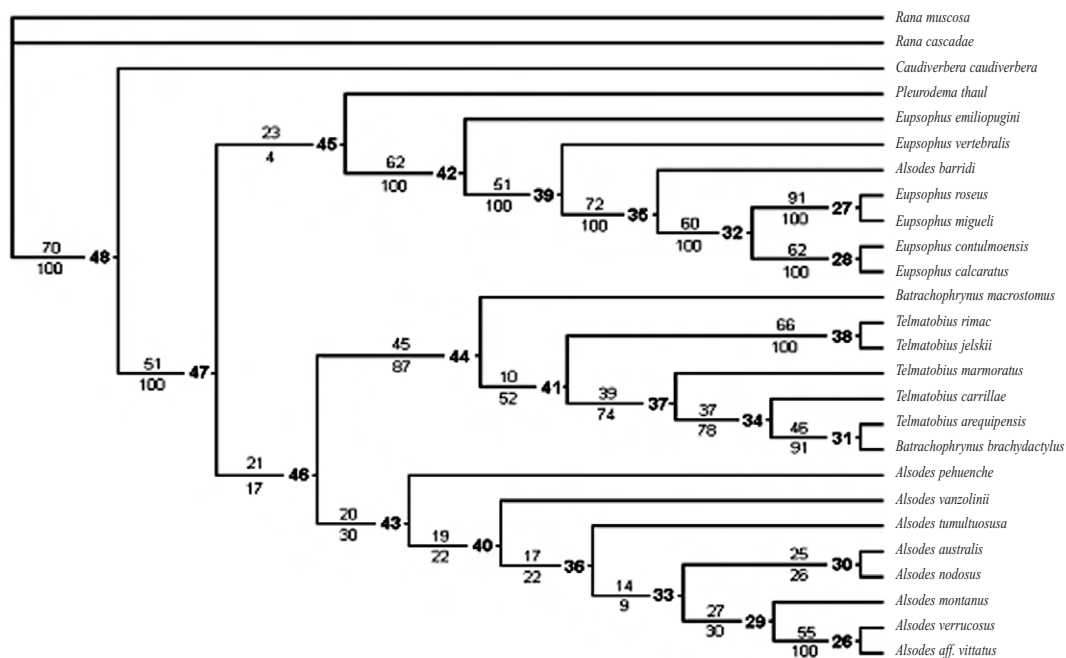 Rana muscosa
Rana cascadae
Caudiverbera caudiverbera
Pleurodema thaul
Eupsophus emiliopugini
23
45
4
62
42
100
Eupsophus vertebralis
51
39
100
Alsodes barridi
72
35
100
Eupsophus roseus
91
27
100
Eupsophus migueli
60
32
100
Eupsophus contulmoensis
62
28
100
Eupsophus calcaratus
70
48
100
Batrachophrynus macrostomus
Telmatobius rimac
66
38
100
Telmatobius jelskii
45
44
87
51
47
100
10
41
52
Telmatobius marmoratus
39
37
74
Telmatobius carrillae
37
34
78
Telmatobius arequipensis
46
31
91
Batrachophrynus brachydactylus
21
46
17
Alsodes pehuenche
Alsodes vanzolinii
20
43
30
Alsodes tumultuosusa
19
40
22
Alsodes australis
25
30
26
Alsodes nodosus
17
36
22
14
33
9
Alsodes montanus
27
29
30
Alsodes verrucosus
55
26
100
Alsodes aff. vittatus